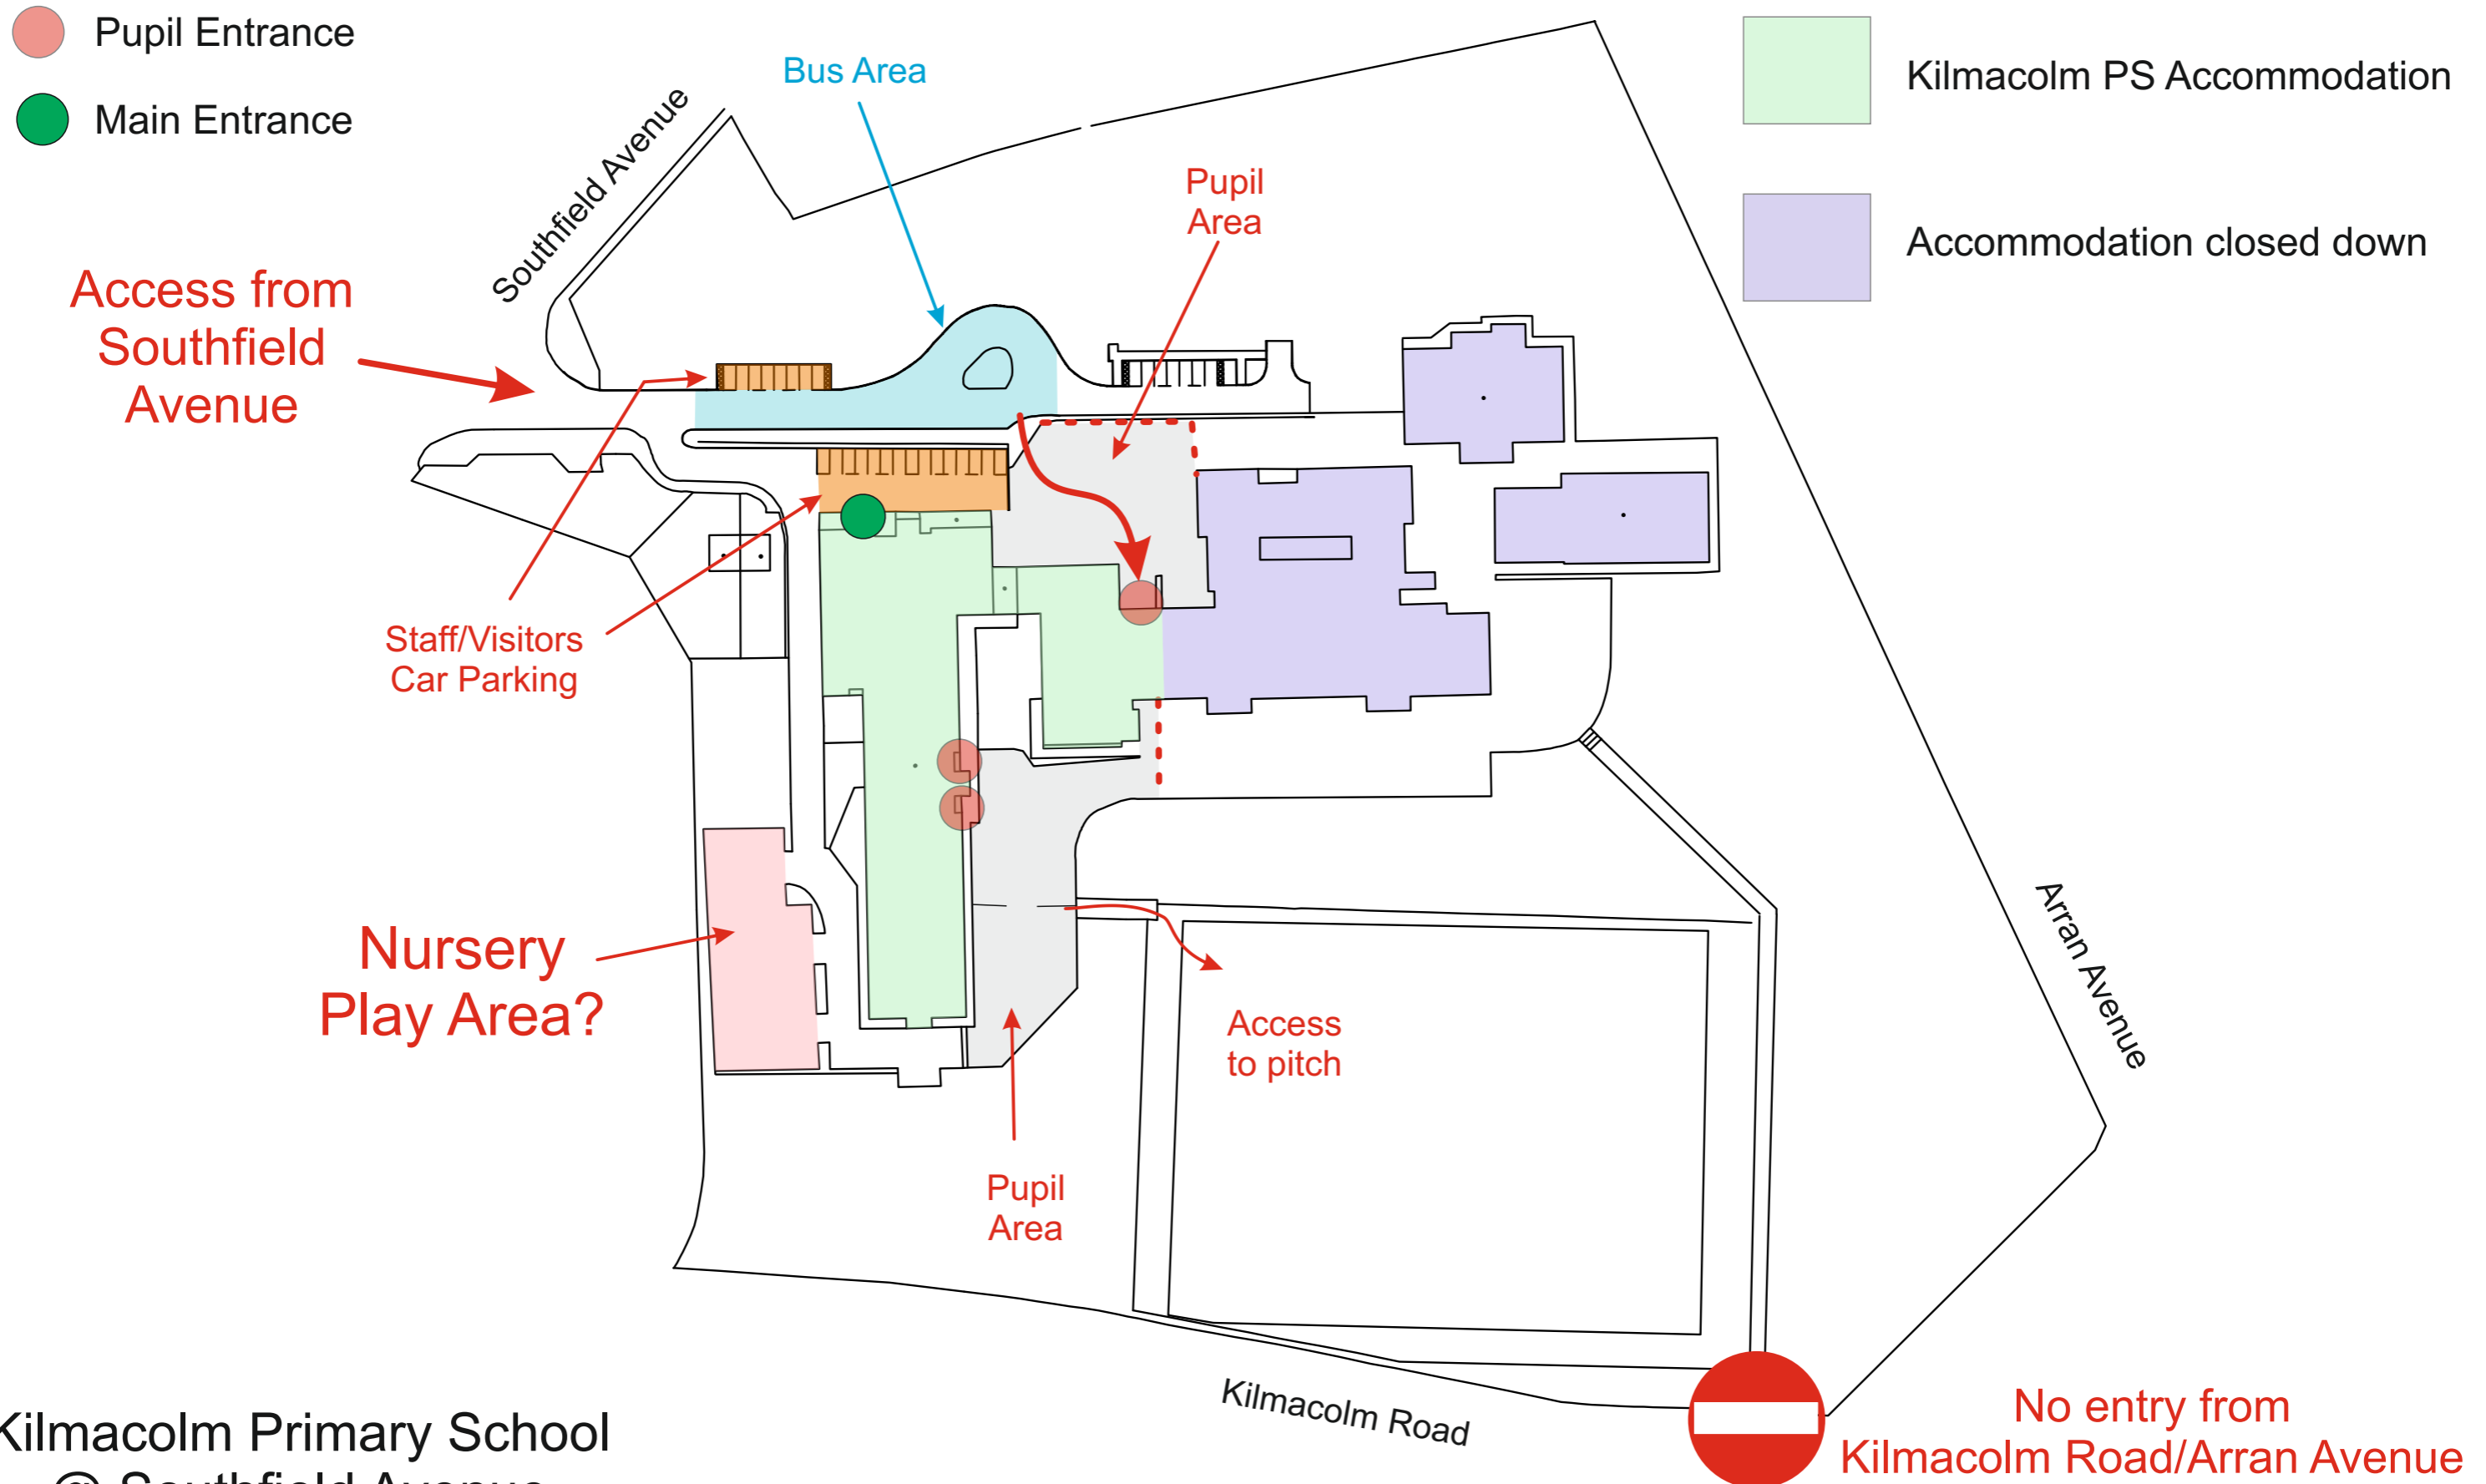 Pupil Entrance
Main Entrance
Bus Area
Kilmacolm PS Accommodation
Southfield Avenue
Pupil
Area
Accommodation closed down
Access from
Southfield
Avenue
Staff/Visitors
Car Parking
Nursery
Play Area?
Access
to pitch
Arran Avenue
Pupil
Area
Kilmacolm Road
No entry from
Kilmacolm Road/Arran Avenue
Kilmacolm Primary School
@ Southfield Avenue